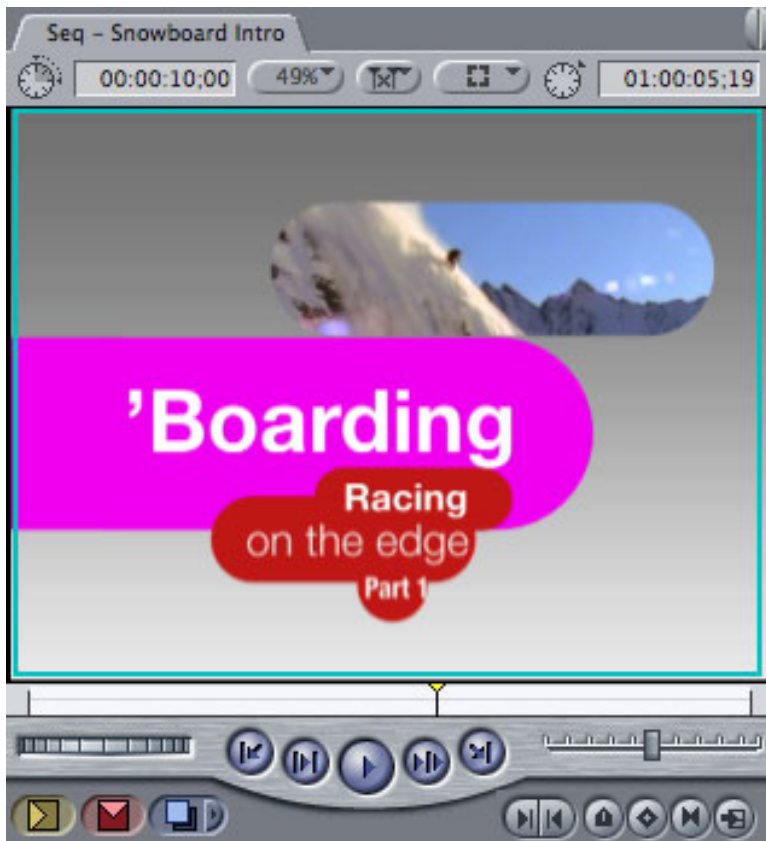 Seq – Snowboard Intro
00:00:10;00 49% 01:00:05;19
’Boarding
Racing
on the edge
Part 1